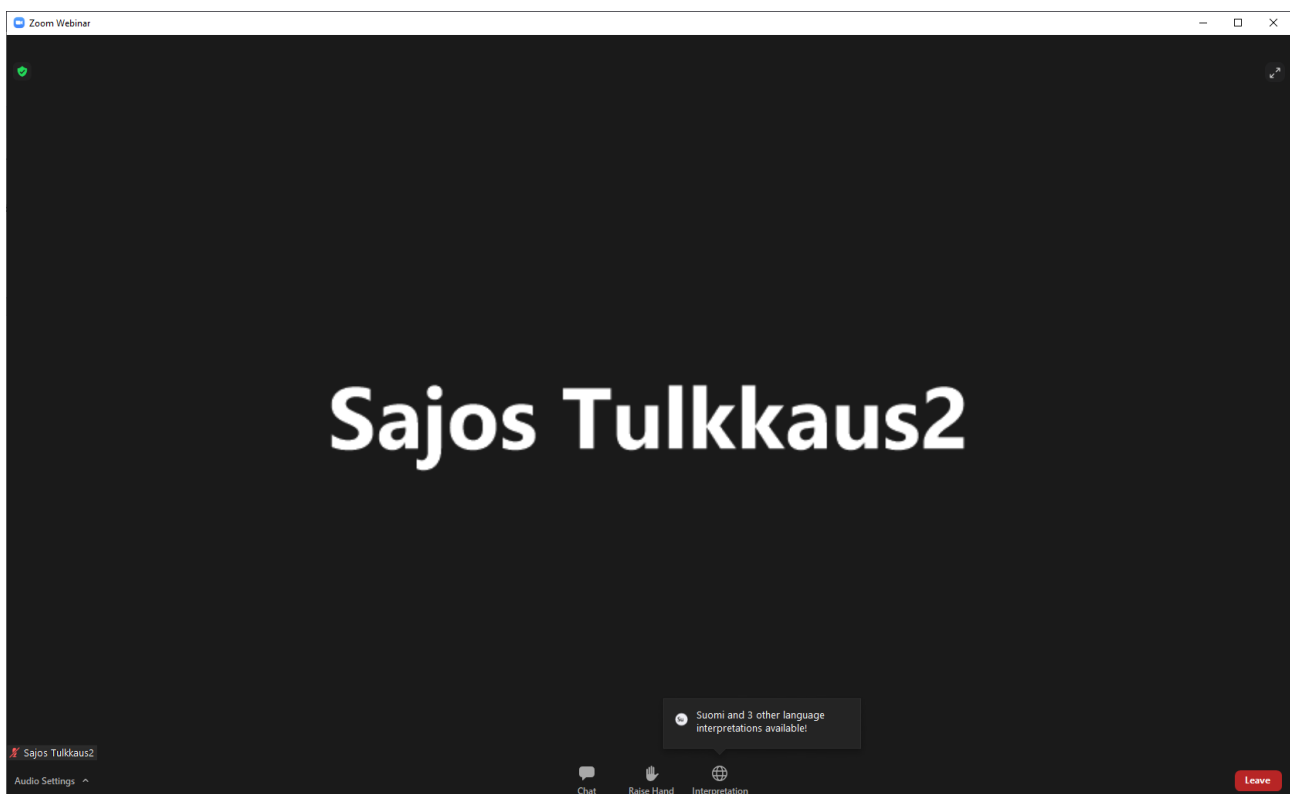 Zoom Webinar
Sajos Tulkkaus2
Suomi and 3 other language
interpretations available!
Sajos Tulkkaus2
Audio Settings
Chat
Raise Hand
Interpretation
Leave